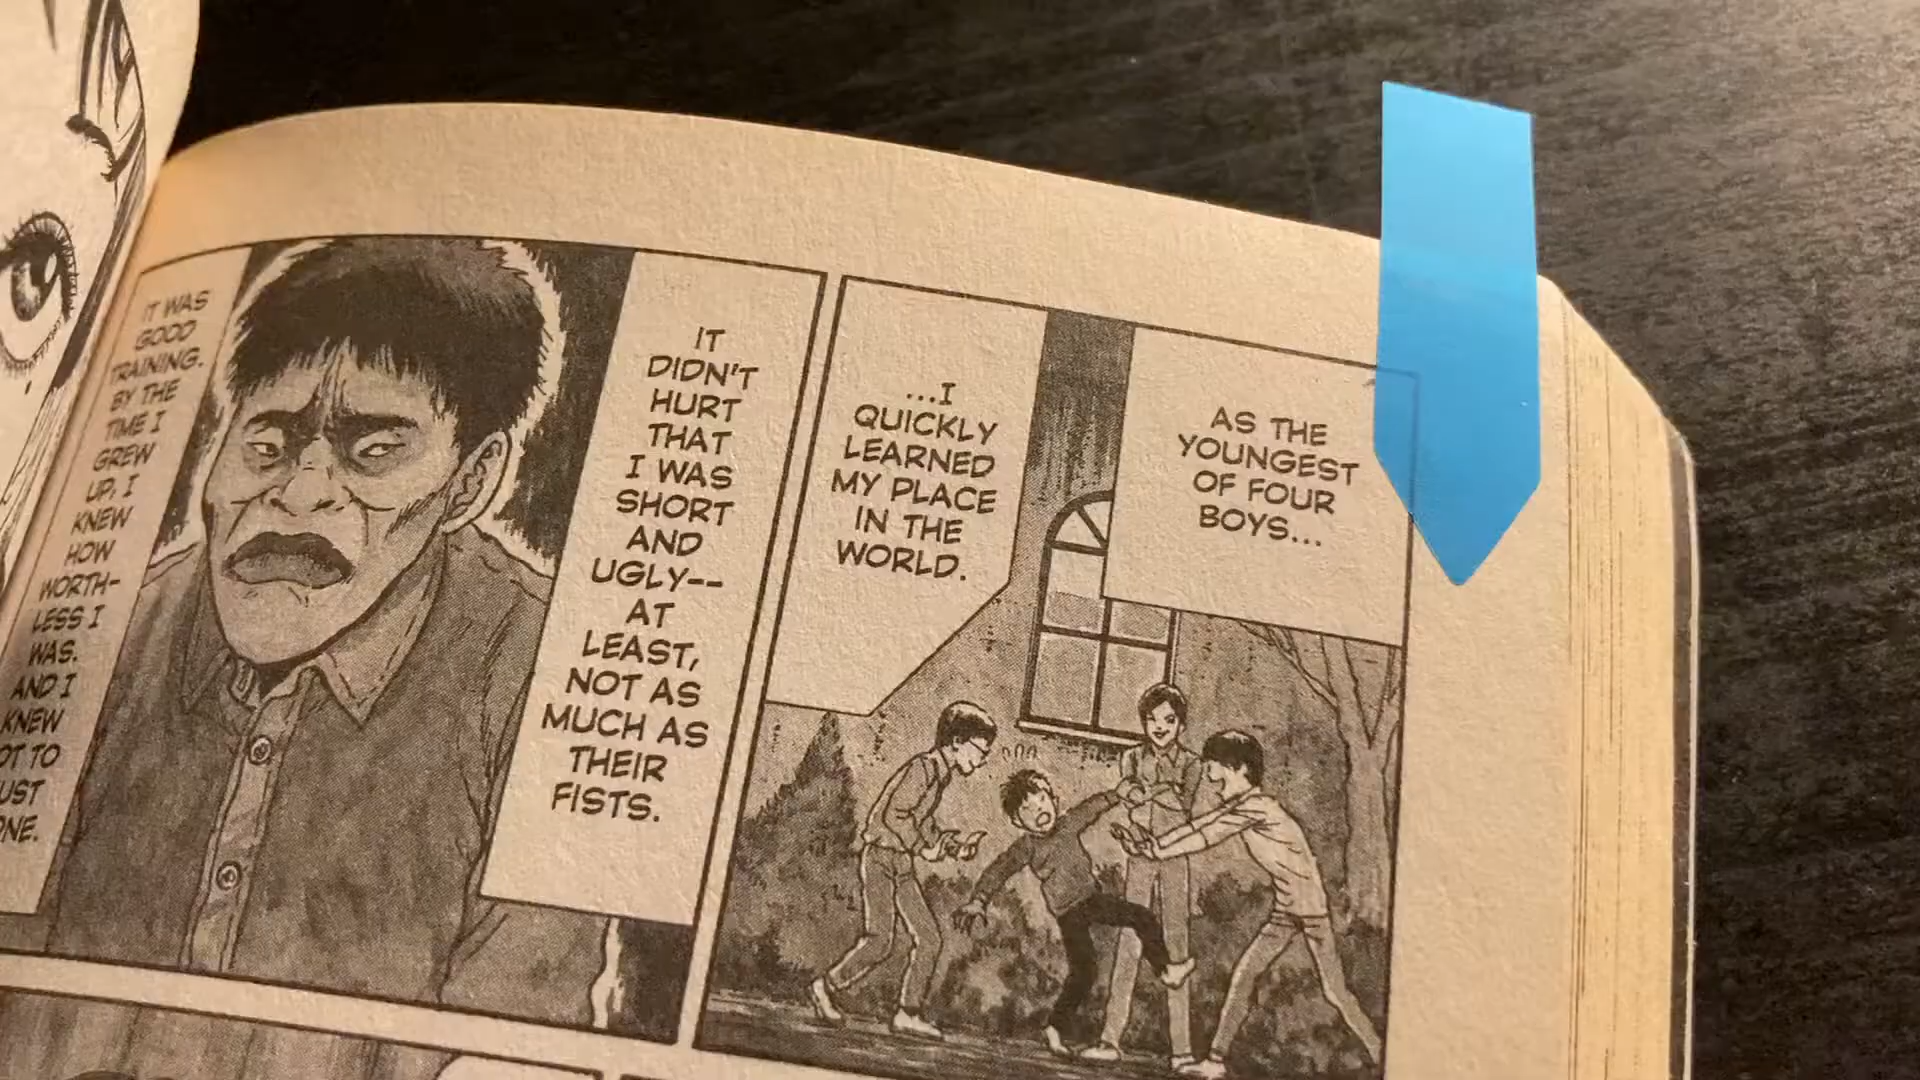 AS THE
YOUNGEST
OF FOUR
BOYS...
...I
QUICKLY
LEARNED
MY PLACE
IN THE
WORLD.
IT
DIDN'T
HURT
THAT
I WAS
SHORT
AND
UGLY--
AT
LEAST,
NOT AS
MUCH AS
THEIR
FISTS.
IT WAS
GOOD
TRAINING.
BY THE
TIME I
GREW
UP, I
KNEW
HOW
WORTH-
LESS I
WAS.
AND I
KNEW
TO